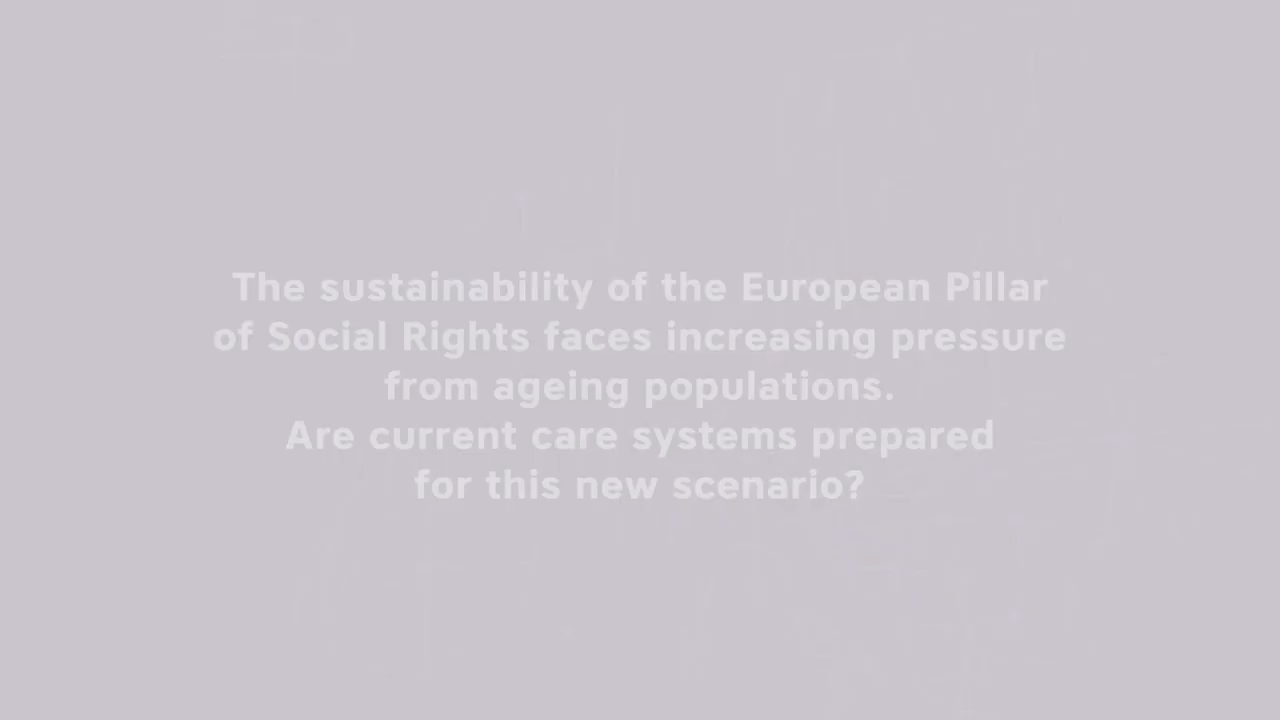 The sustainability of the European Pillar
of Social Rights faces increasing pressure
from ageing populations.
Are current care systems prepared
for this new scenario?